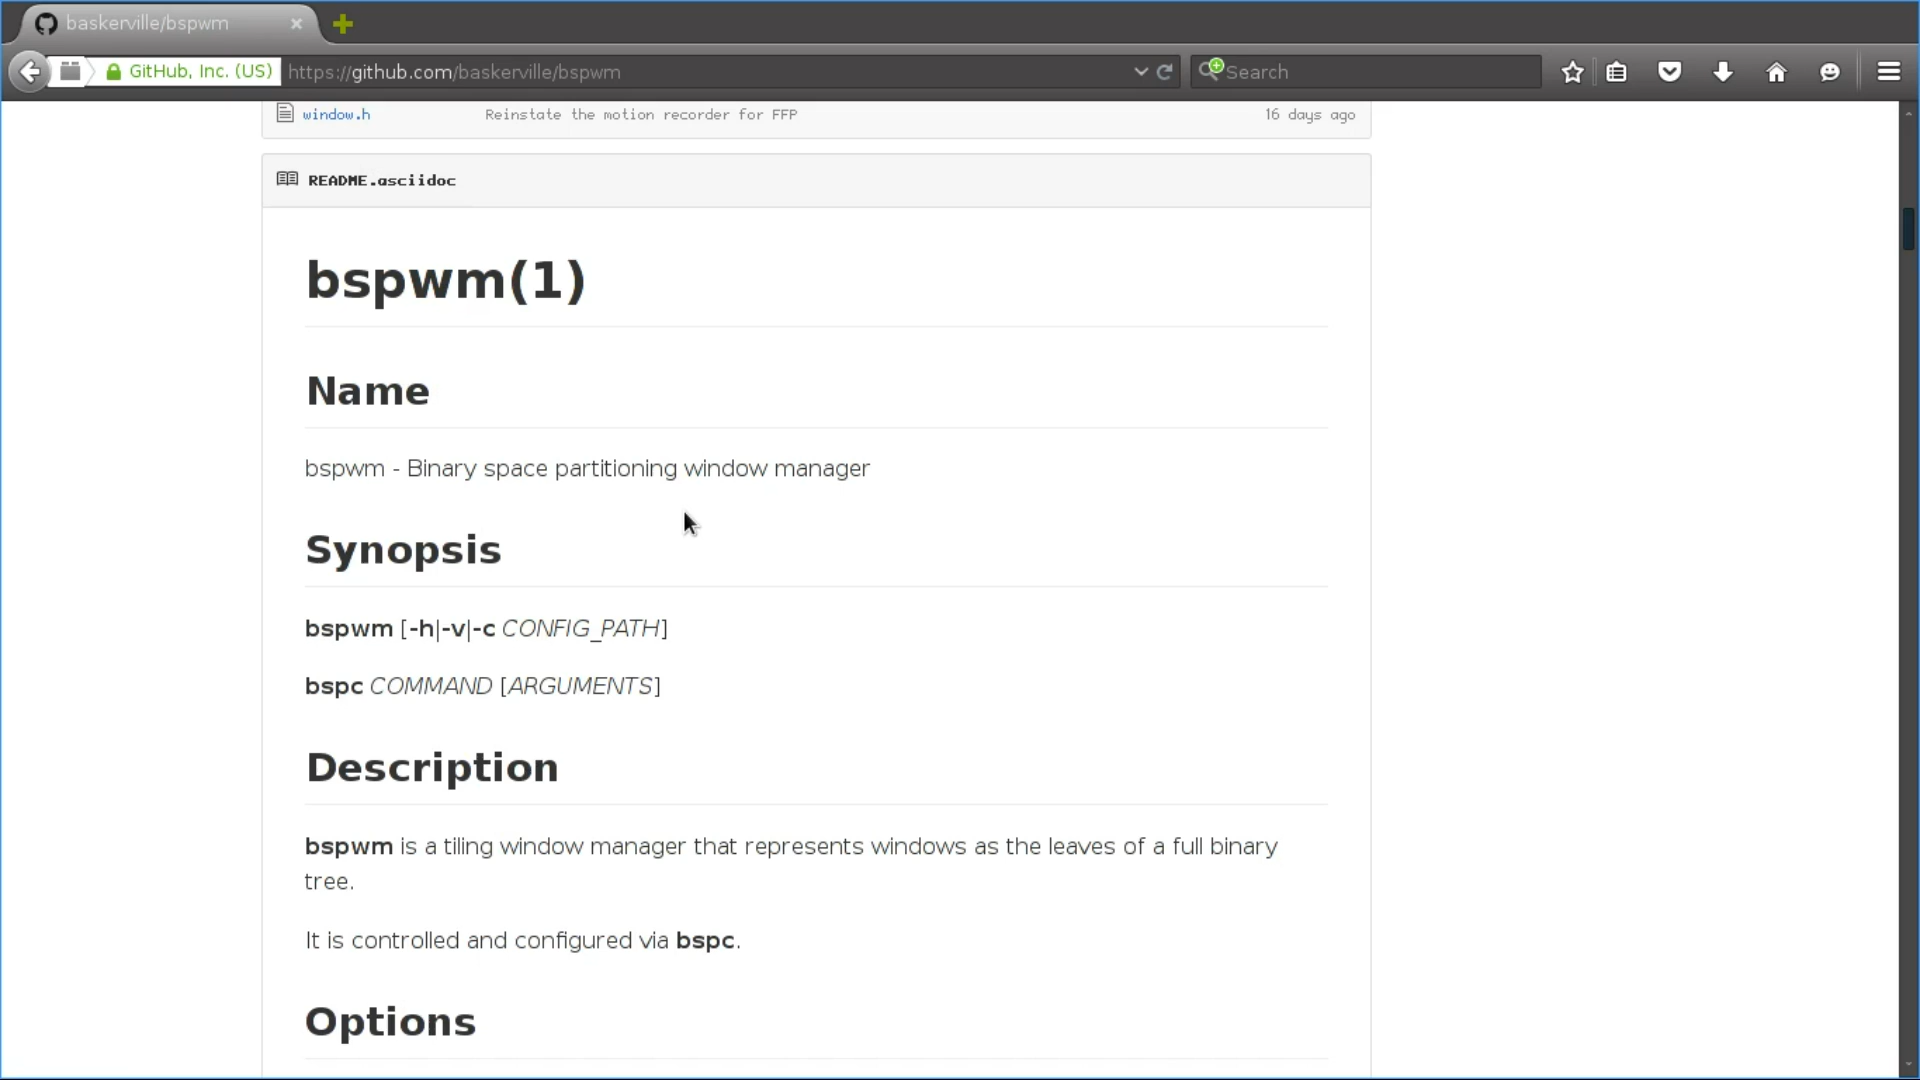 baskerville/bspwm
GitHub, Inc. (US) https://github.com/baskerville/bspwm Search
window.h Reinstate the motion recorder for FFP 16 days ago
README.asciidoc
bspwm(1)
Name
bspwm - Binary space partitioning window manager
Synopsis
bspwm [-h|-v|-c CONFIG_PATH]
bspc COMMAND [ARGUMENTS]
Description
bspwm is a tiling window manager that represents windows as the leaves of a full binary
tree.
It is controlled and configured via bspc.
Options